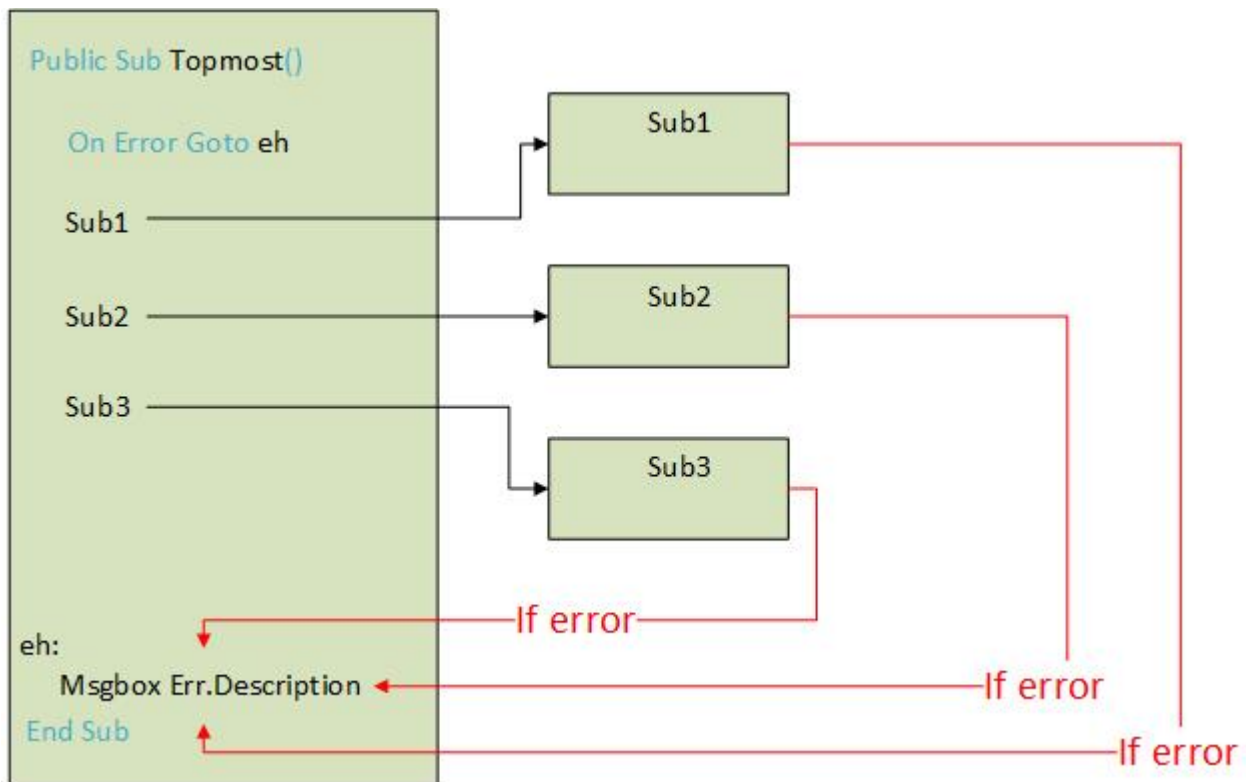 Public Sub Topmost()
On Error Goto eh
Sub1
Sub2
Sub3
Sub1
Sub2
Sub3
If error
eh:
Msgbox Err.Description
If error
End Sub
If error